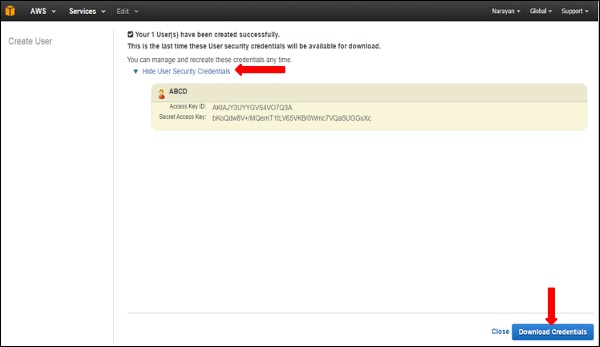 AWS Services Edit Narayan Global Support
Create User
Your 1 User(s) have been created successfully.
This is the last time these User security credentials will be available for download.
You can manage and recreate these credentials any time.
Hide User Security Credentials
ABCD
Access Key ID: AKIAJY3UYYGVS4VO7Q3A
Secret Access Key:
Close Download Credentials